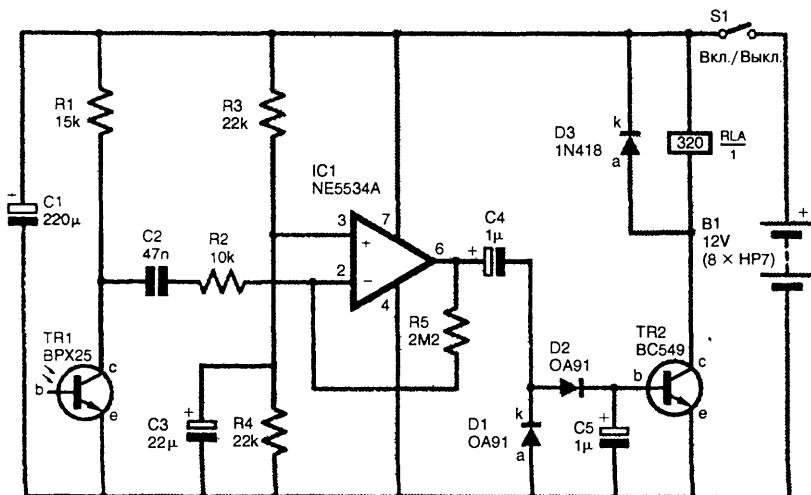 S1
Вкл./Выкл.
R1
15k
R3
22k
D3
1N418
k
a
320
RLA
1
IC1
NE5534A
C1
220µ
+
C2
47n
R2
10k
3
+
2
−
7
6
4
C4
1µ
+
B1
12V
(8 × HP7)
+
R5
2M2
TR1
BPX25
b
c
e
D2
OA91
TR2
BC549
b
c
e
C3
22µ
+
R4
22k
D1
OA91
k
a
C5
1µ
+